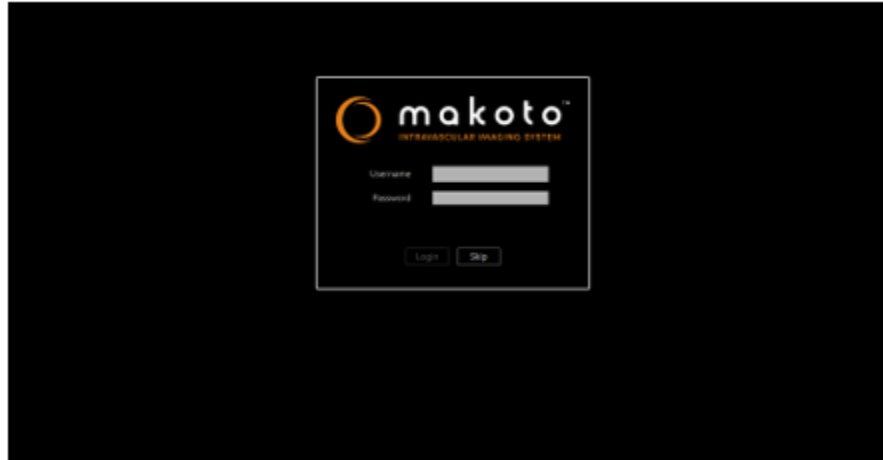 makoto™
INTRAVASCULAR IMAGING SYSTEM
Username
Password
Login Skip